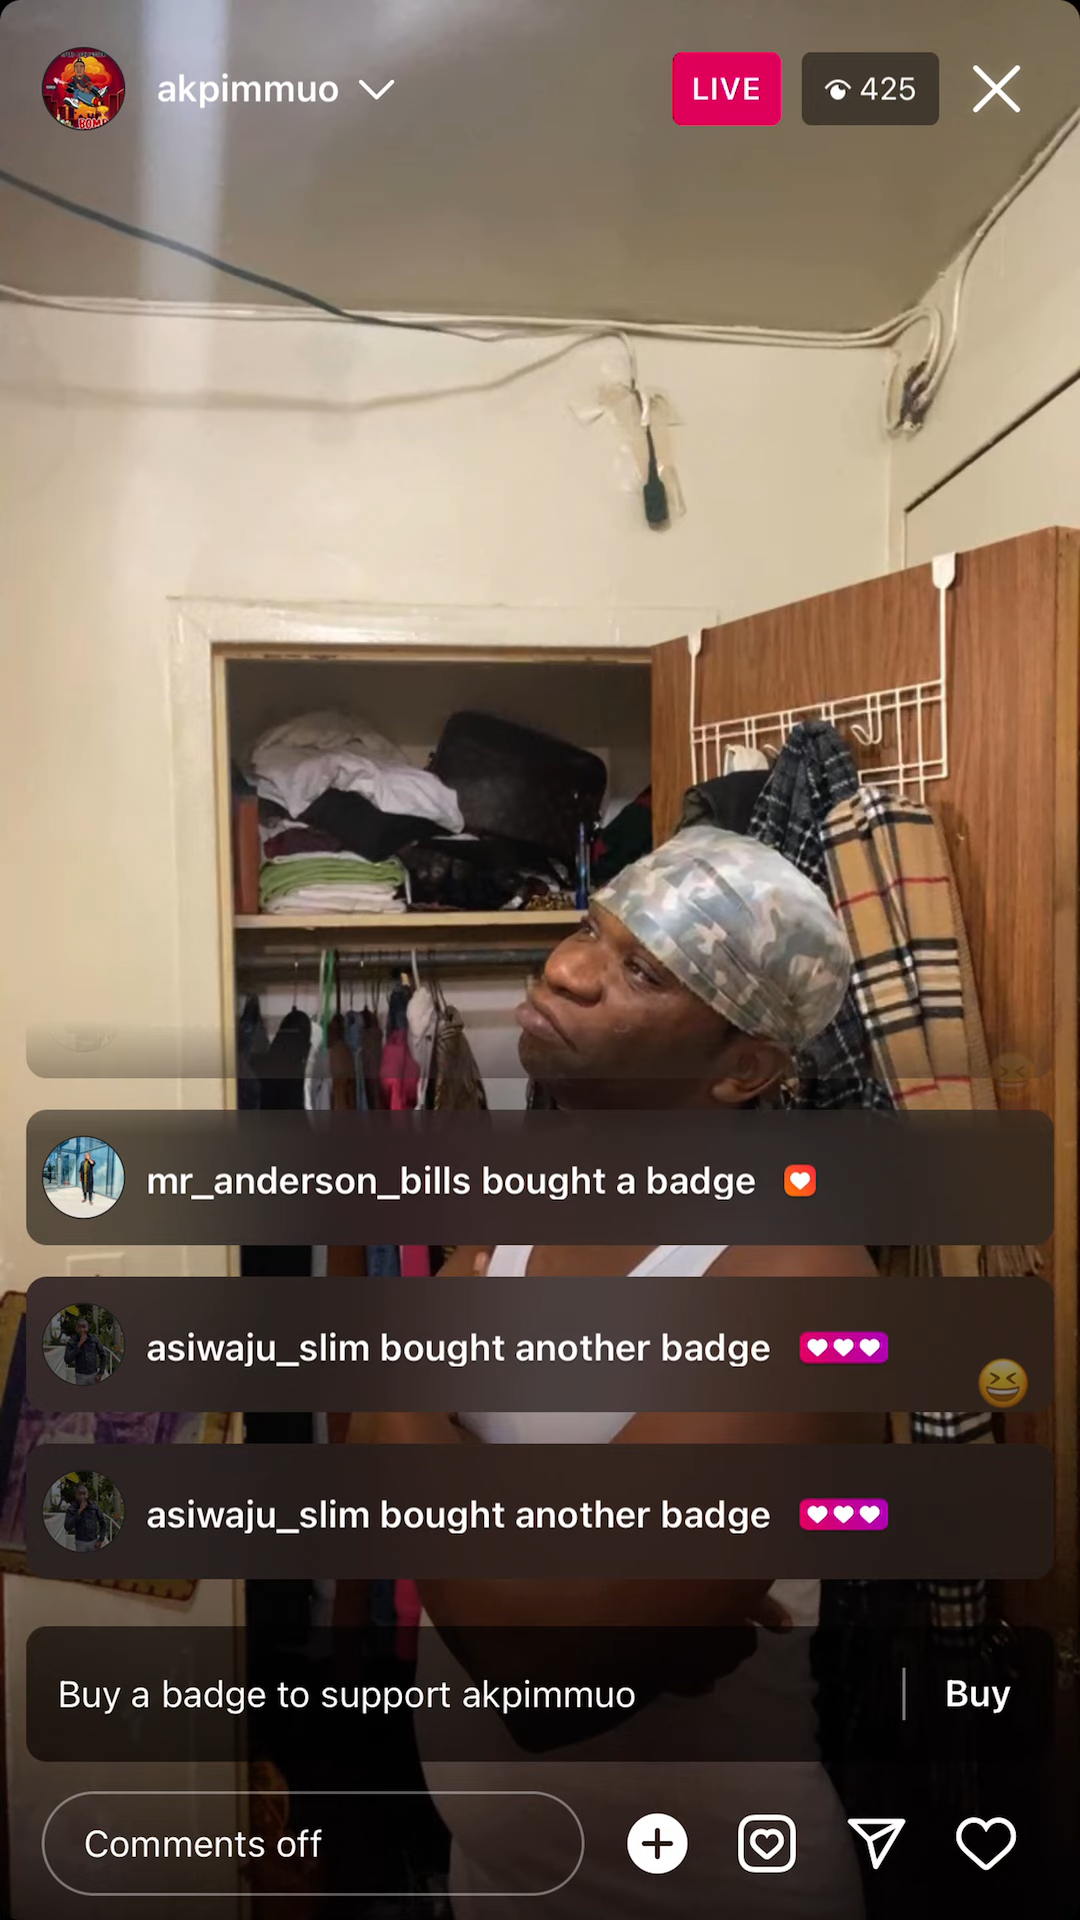 akpimmuo
LIVE
425
mr_anderson_bills bought a badge
asiwaju_slim bought another badge
asiwaju_slim bought another badge
Buy a badge to support akpimmuo
Buy
Comments off